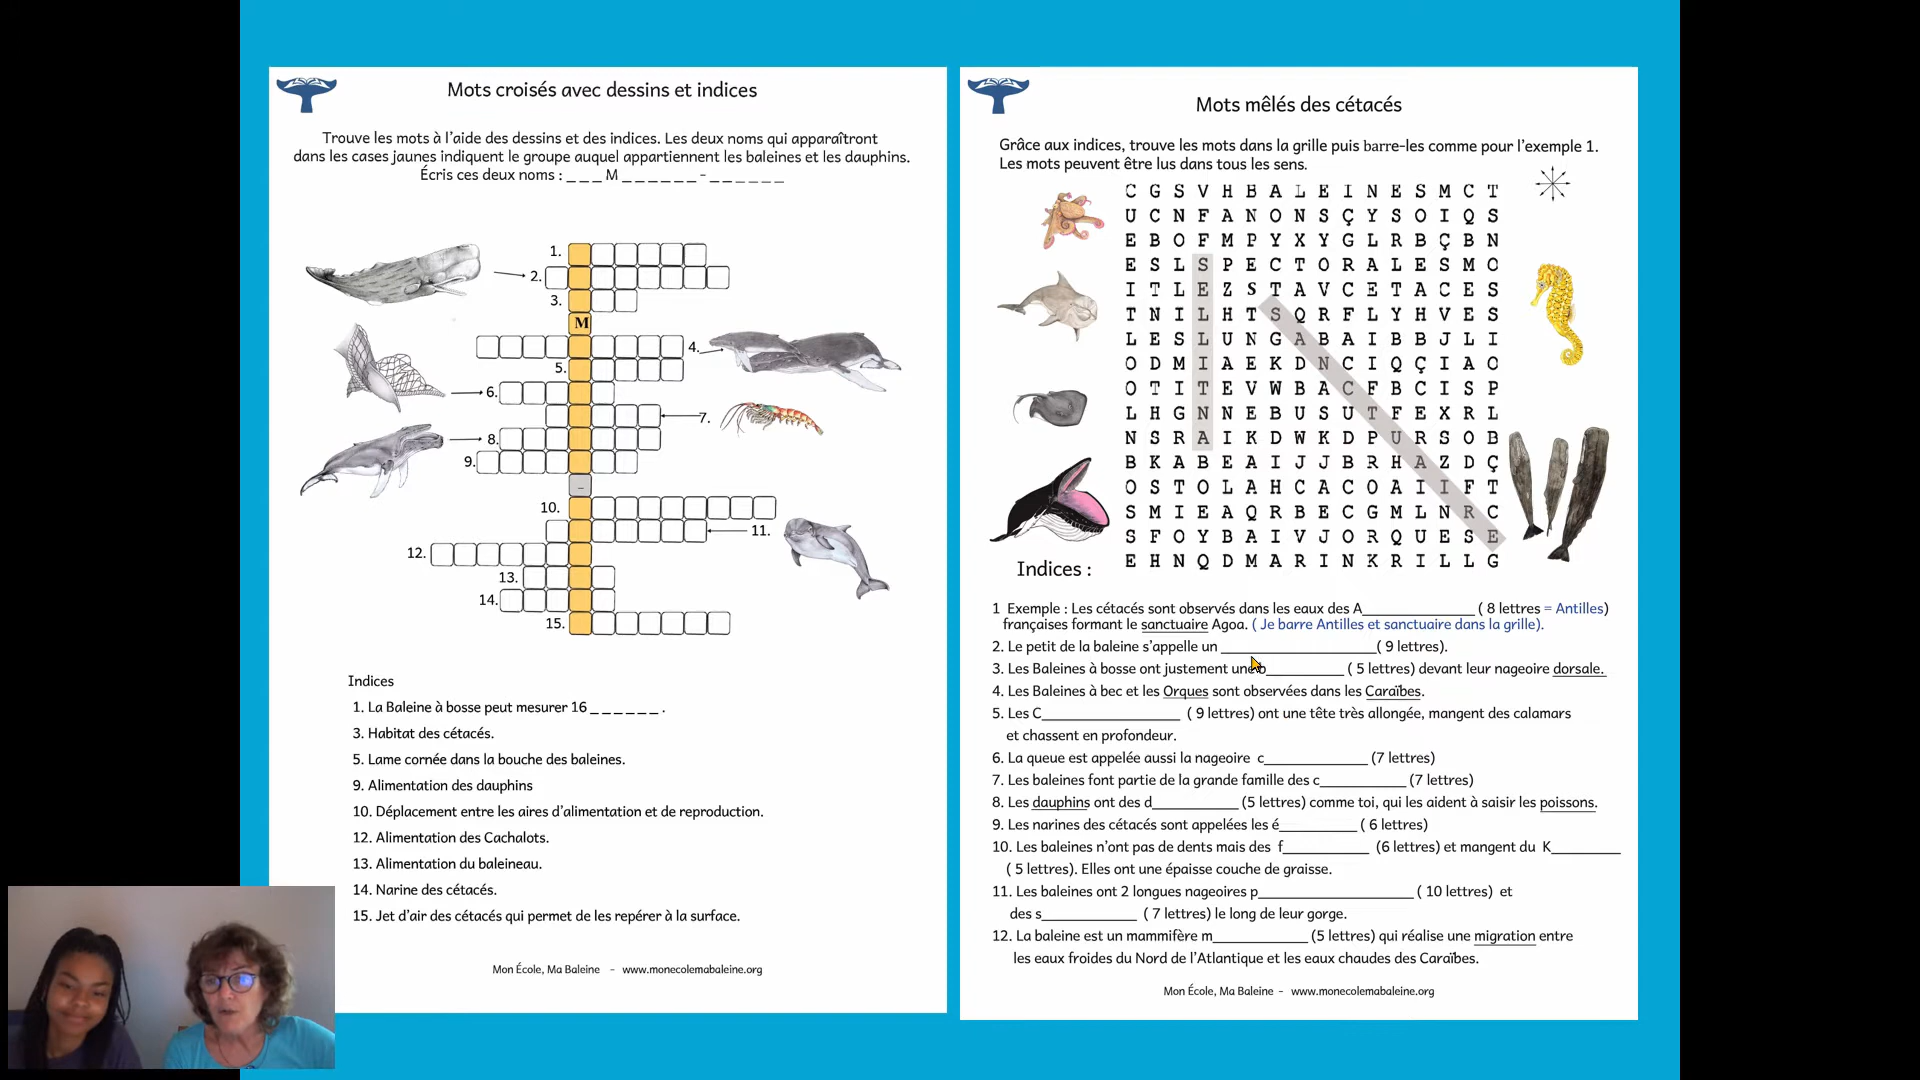 Mots croisés avec dessins et indices
Trouve les mots à l'aide des dessins et des indices. Les deux noms qui apparaîtront
dans les cases jaunes indiquent le groupe auquel appartiennent les baleines et les dauphins.
Écris ces deux noms : _ _ _ M _ _ _ _ _ _ - _ _ _ _ _ _
1.
2.
3.
M
4.
5.
6.
7.
8.
9.
-
10.
11.
12.
13.
14.
15.
Indices
1. La Baleine à bosse peut mesurer 16 _ _ _ _ _ _ .
3. Habitat des cétacés.
5. Lame cornée dans la bouche des baleines.
9. Alimentation des dauphins
10. Déplacement entre les aires d'alimentation et de reproduction.
12. Alimentation des Cachalots.
13. Alimentation du baleineau.
14. Narine des cétacés.
15. Jet d'air des cétacés qui permet de les repérer à la surface.
Mon École, Ma Baleine - www.monecolemabaleine.org
Mots mêlés des cétacés
Grâce aux indices, trouve les mots dans la grille puis barre-les comme pour l'exemple 1.
Les mots peuvent être lus dans tous les sens.
C G S V H B A L E I N E S M C T
U C N F A N O N S Ç Y S O I Q S
E B O F M P Y X Y G L R B Ç B N
E S L S P E C T O R A L E S M O
I T L E Z S T A V C E T A C E S
T N I L H T S Q R F L Y H V E S
L E S L U N G A B A I B B J L I
O D M I A E K D N C I Q Ç I A O
O T I T E V W B A C F B C I S P
L H G N N E B U S U T F E X R L
N S R A I K D W K D P U R S O B
B K A B E A I J J B R H A Z D Ç
O S T O L A H C A C O A I I F T
S M I E A Q R B E C G M L N R C
S F O Y B A I V J O R Q U E S E
E H N Q D M A R I N K R I L L G
Indices :
1 Exemple : Les cétacés sont observés dans les eaux des A______________ ( 8 lettres = Antilles)
françaises formant le sanctuaire Agoa. ( Je barre Antilles et sanctuaire dans la grille).
2. Le petit de la baleine s'appelle un ____________________( 9 lettres).
3. Les Baleines à bosse ont justement une b__________ ( 5 lettres) devant leur nageoire dorsale.
4. Les Baleines à bec et les Orques sont observées dans les Caraïbes.
5. Les C__________________ ( 9 lettres) ont une tête très allongée, mangent des calamars
et chassent en profondeur.
6. La queue est appelée aussi la nageoire c_____________ (7 lettres)
7. Les baleines font partie de la grande famille des c___________ (7 lettres)
8. Les dauphins ont des d___________ (5 lettres) comme toi, qui les aident à saisir les poissons.
9. Les narines des cétacés sont appelées les é__________ ( 6 lettres)
10. Les baleines n'ont pas de dents mais des f___________ (6 lettres) et mangent du K_________
( 5 lettres). Elles ont une épaisse couche de graisse.
11. Les baleines ont 2 longues nageoires p____________________ ( 10 lettres) et
des s____________ ( 7 lettres) le long de leur gorge.
12. La baleine est un mammifère m____________ (5 lettres) qui réalise une migration entre
les eaux froides du Nord de l'Atlantique et les eaux chaudes des Caraïbes.
Mon École, Ma Baleine - www.monecolemabaleine.org